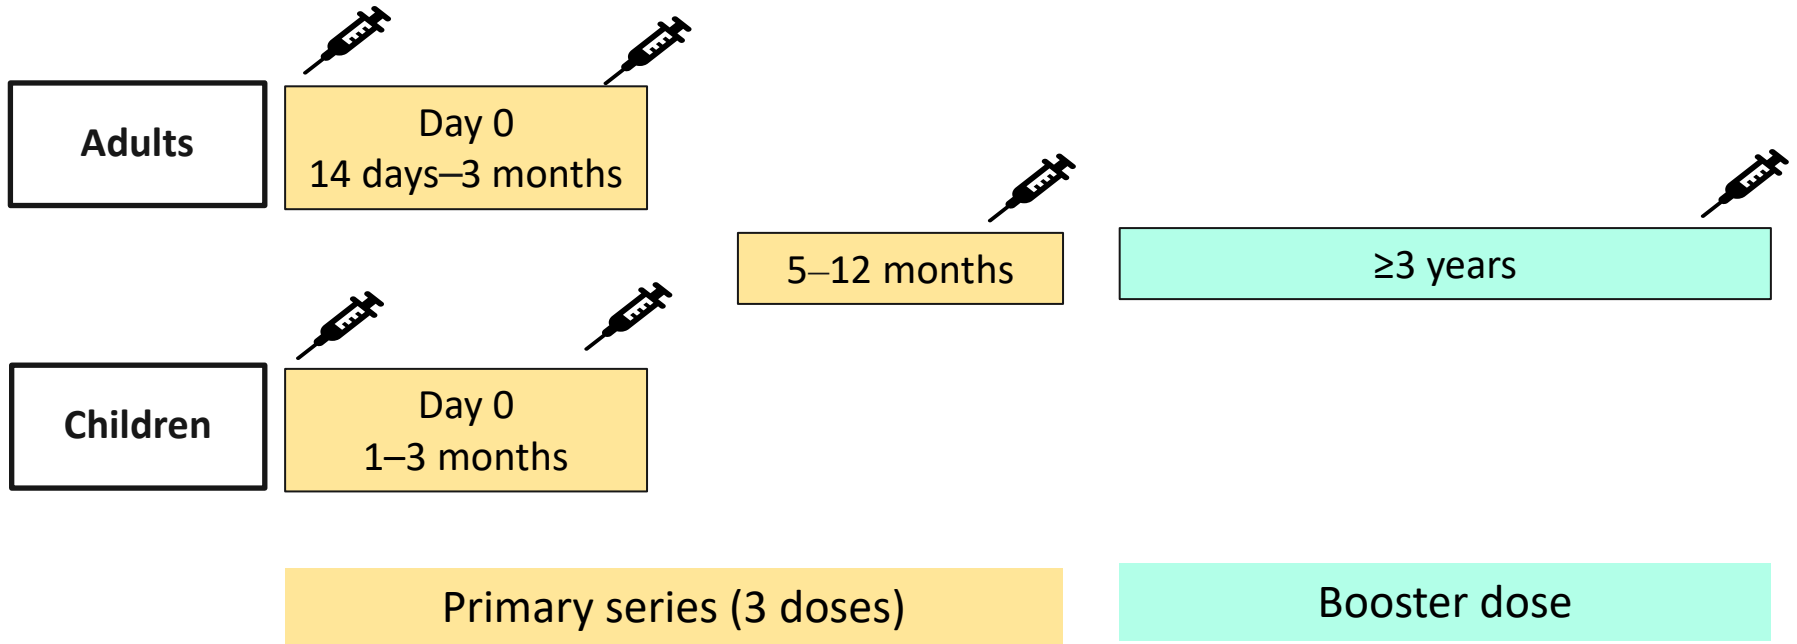 Adults
Day 0
14 days–3 months
5–12 months
≥3 years
Children
Day 0
1–3 months
Primary series (3 doses)
Booster dose